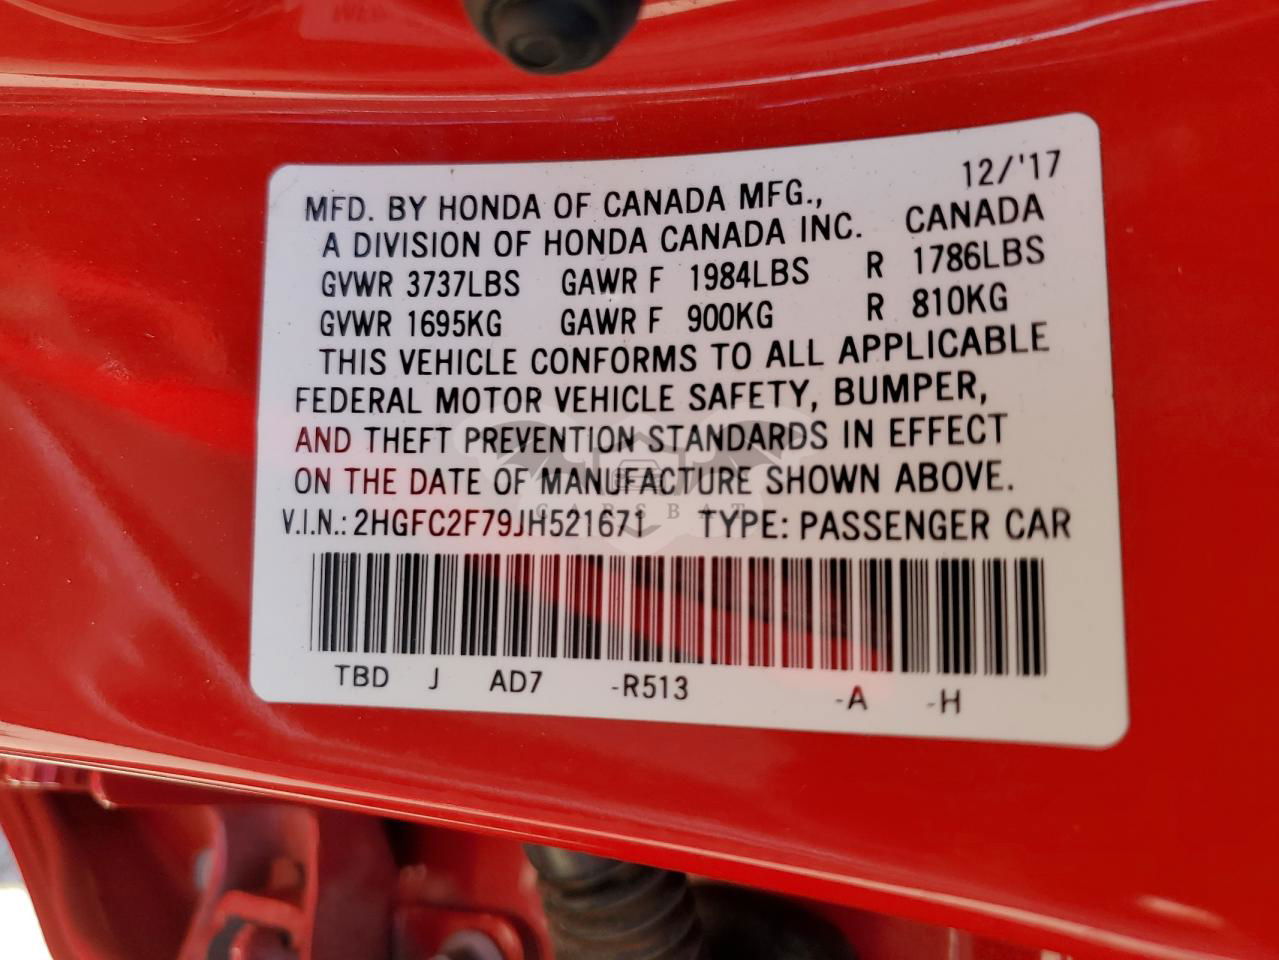 12/'17
MFD. BY HONDA OF CANADA MFG.,
A DIVISION OF HONDA CANADA INC. CANADA
GVWR 3737LBS GAWR F 1984LBS R 1786LBS
GVWR 1695KG GAWR F 900KG R 810KG
THIS VEHICLE CONFORMS TO ALL APPLICABLE
FEDERAL MOTOR VEHICLE SAFETY, BUMPER,
AND THEFT PREVENTION STANDARDS IN EFFECT
ON THE DATE OF MANUFACTURE SHOWN ABOVE.
CARSBAT
V.I.N.: 2HGFC2F79JH521671 TYPE: PASSENGER CAR
TBD J AD7 -R513 -A -H